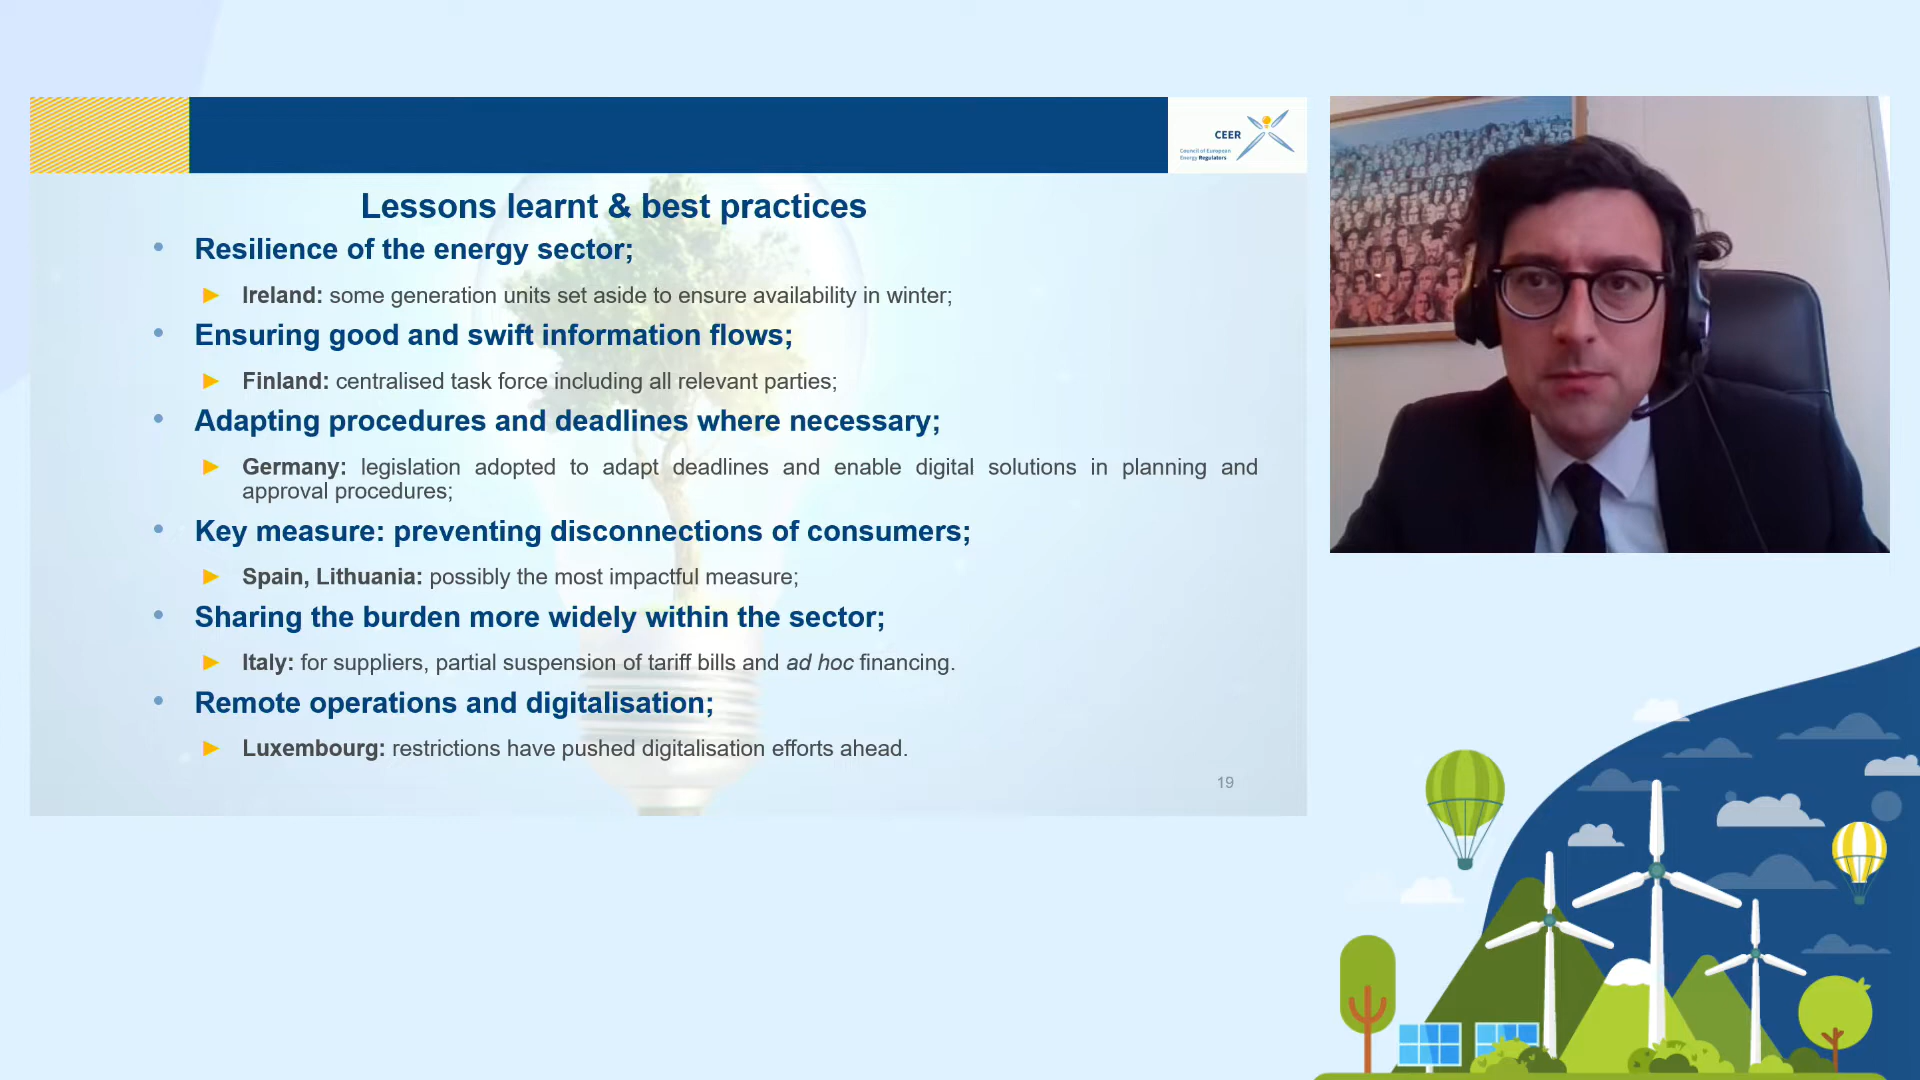 CEER
Council of European
Energy Regulators
Lessons learnt & best practices
• Resilience of the energy sector;
► Ireland: some generation units set aside to ensure availability in winter;
• Ensuring good and swift information flows;
► Finland: centralised task force including all relevant parties;
• Adapting procedures and deadlines where necessary;
► Germany: legislation adopted to adapt deadlines and enable digital solutions in planning and
approval procedures;
• Key measure: preventing disconnections of consumers;
► Spain, Lithuania: possibly the most impactful measure;
• Sharing the burden more widely within the sector;
► Italy: for suppliers, partial suspension of tariff bills and ad hoc financing.
• Remote operations and digitalisation;
► Luxembourg: restrictions have pushed digitalisation efforts ahead.
19